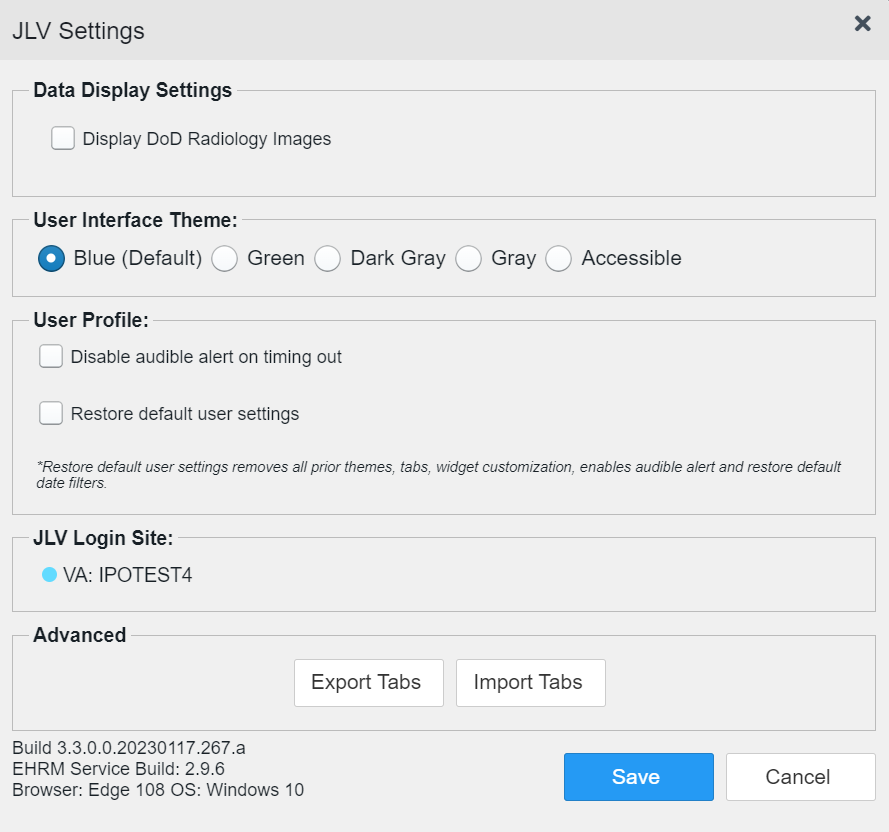 JLV Settings
Data Display Settings
Display DoD Radiology Images
User Interface Theme:
Blue (Default) Green Dark Gray Gray Accessible
User Profile:
Disable audible alert on timing out
Restore default user settings
*Restore default user settings removes all prior themes, tabs, widget customization, enables audible alert and restore default
date filters.
JLV Login Site:
VA: IPOTEST4
Advanced
Export Tabs Import Tabs
Build 3.3.0.0.20230117.267.a
EHRM Service Build: 2.9.6
Browser: Edge 108 OS: Windows 10
Save Cancel